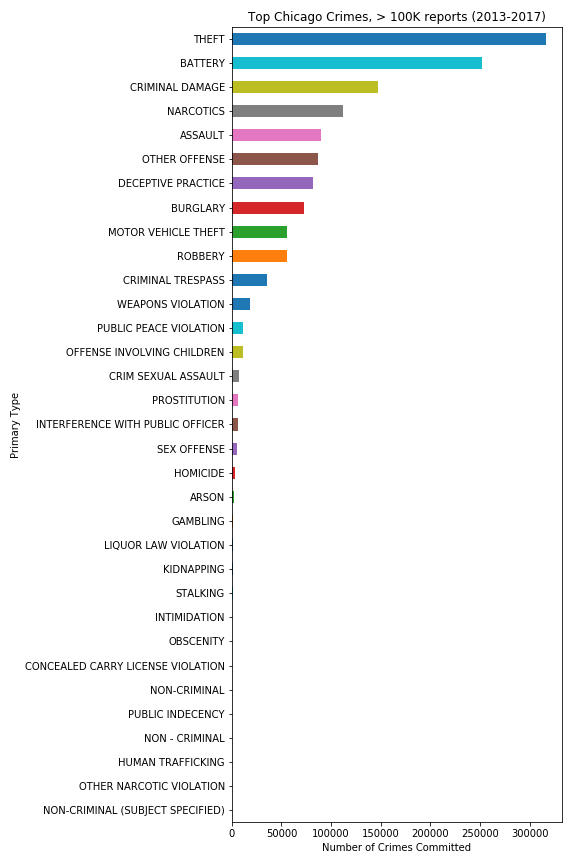 Top Chicago Crimes, > 100K reports (2013-2017)
THEFT
BATTERY
CRIMINAL DAMAGE
NARCOTICS
ASSAULT
OTHER OFFENSE
DECEPTIVE PRACTICE
BURGLARY
MOTOR VEHICLE THEFT
ROBBERY
CRIMINAL TRESPASS
WEAPONS VIOLATION
PUBLIC PEACE VIOLATION
OFFENSE INVOLVING CHILDREN
CRIM SEXUAL ASSAULT
PROSTITUTION
INTERFERENCE WITH PUBLIC OFFICER
SEX OFFENSE
HOMICIDE
ARSON
GAMBLING
LIQUOR LAW VIOLATION
KIDNAPPING
STALKING
INTIMIDATION
OBSCENITY
CONCEALED CARRY LICENSE VIOLATION
NON-CRIMINAL
PUBLIC INDECENCY
NON - CRIMINAL
HUMAN TRAFFICKING
OTHER NARCOTIC VIOLATION
NON-CRIMINAL (SUBJECT SPECIFIED)
Primary Type
0 50000 100000 150000 200000 250000 300000
Number of Crimes Committed